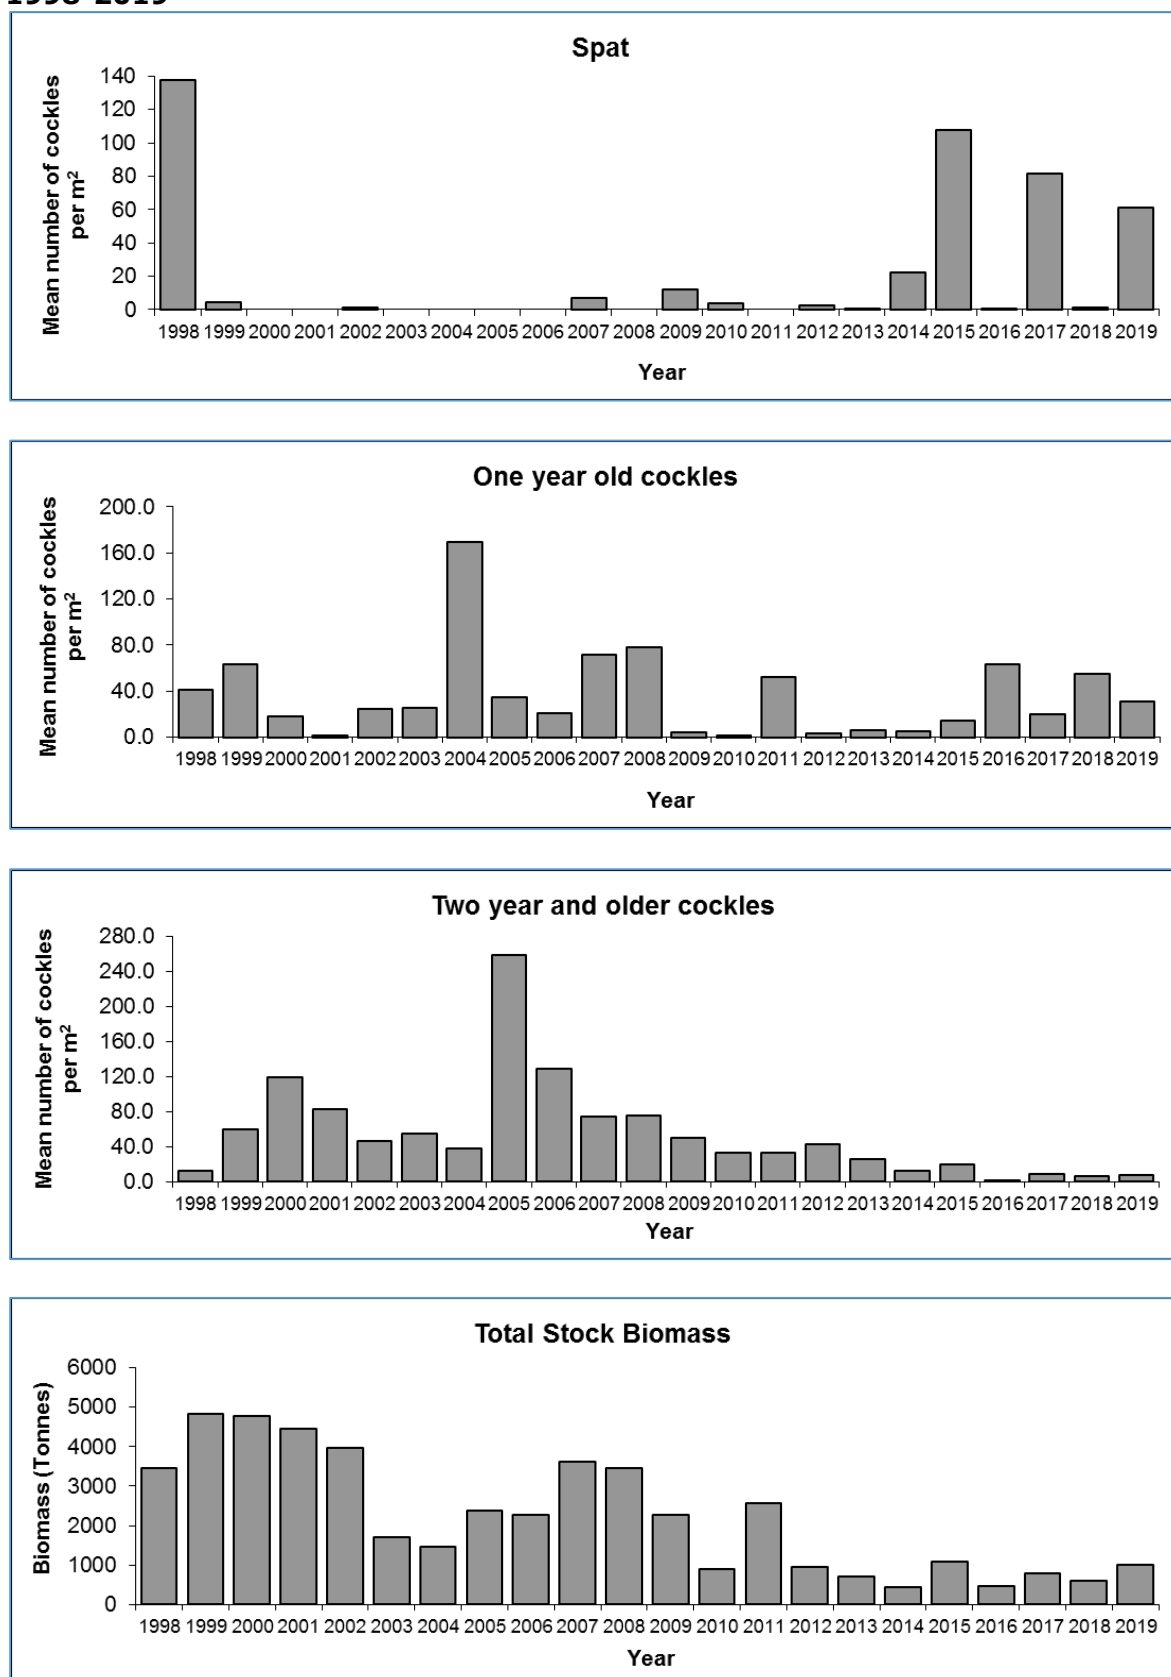 1998-2019
Spat
Mean number of cockles
per m²
140
120
100
80
60
40
20
0
1998 1999 2000 2001 2002 2003 2004 2005 2006 2007 2008 2009 2010 2011 2012 2013 2014 2015 2016 2017 2018 2019
Year
One year old cockles
Mean number of cockles
per m²
200.0
160.0
120.0
80.0
40.0
0.0
1998 1999 2000 2001 2002 2003 2004 2005 2006 2007 2008 2009 2010 2011 2012 2013 2014 2015 2016 2017 2018 2019
Year
Two year and older cockles
Mean number of cockles
per m²
280.0
240.0
200.0
160.0
120.0
80.0
40.0
0.0
1998 1999 2000 2001 2002 2003 2004 2005 2006 2007 2008 2009 2010 2011 2012 2013 2014 2015 2016 2017 2018 2019
Year
Total Stock Biomass
Biomass (Tonnes)
6000
5000
4000
3000
2000
1000
0
1998 1999 2000 2001 2002 2003 2004 2005 2006 2007 2008 2009 2010 2011 2012 2013 2014 2015 2016 2017 2018 2019
Year